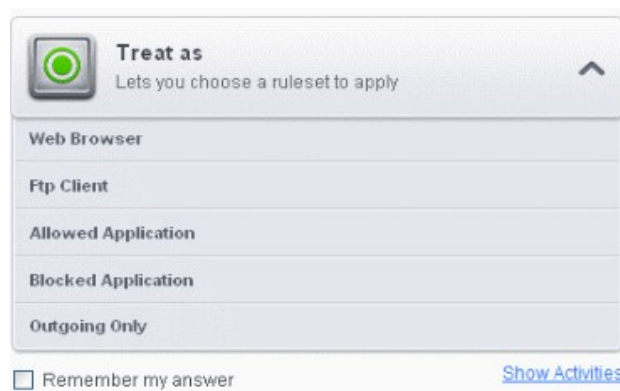 Treat as
Lets you choose a ruleset to apply
Web Browser
Ftp Client
Allowed Application
Blocked Application
Outgoing Only
Remember my answer
Show Activities